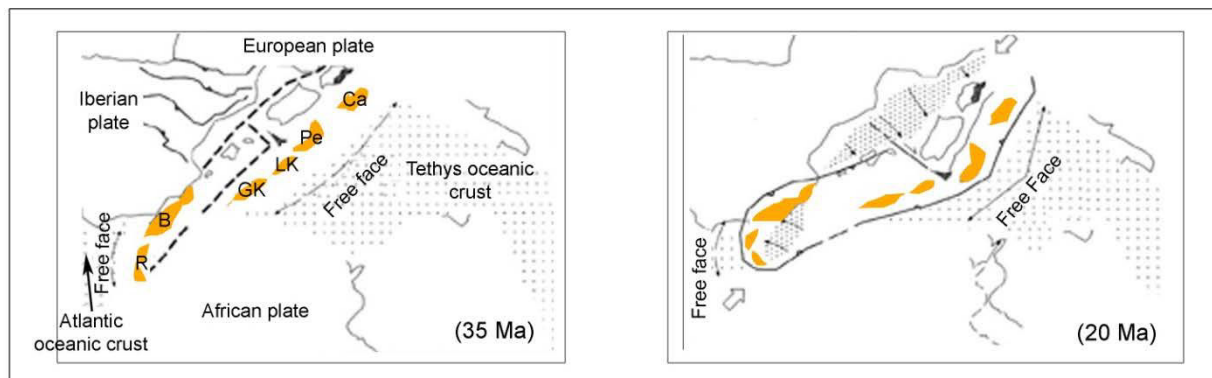 European plate
Iberian
plate
Ca
Pe
LK
GK
B
R
Free face
Tethys oceanic
crust
Free face
African plate
Atlantic
oceanic crust
(35 Ma)
Free Face
Free face
(20 Ma)